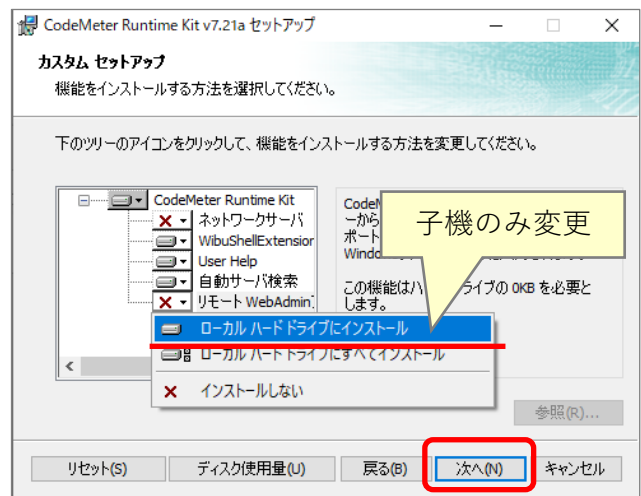 CodeMeter Runtime Kit v7.21a セットアップ
カスタム セットアップ
機能をインストールする方法を選択してください。
下のツリーのアイコンをクリックして、機能をインストールする方法を変更してください。
CodeMeter Runtime Kit
ネットワークサーバ
WibuShellExtension
User Help
自動サーバ検索
リモート WebAdmin
ーから
ポート
この機能はハ
ライブの 0KB を必要と
します。
子機のみ変更
ローカル ハード ドライブにインストール
ローカル ハード ドライブにすべてインストール
インストールしない
参照(R)...
リセット(S)
ディスク使用量(U)
戻る(B)
次へ(N)
キャンセル